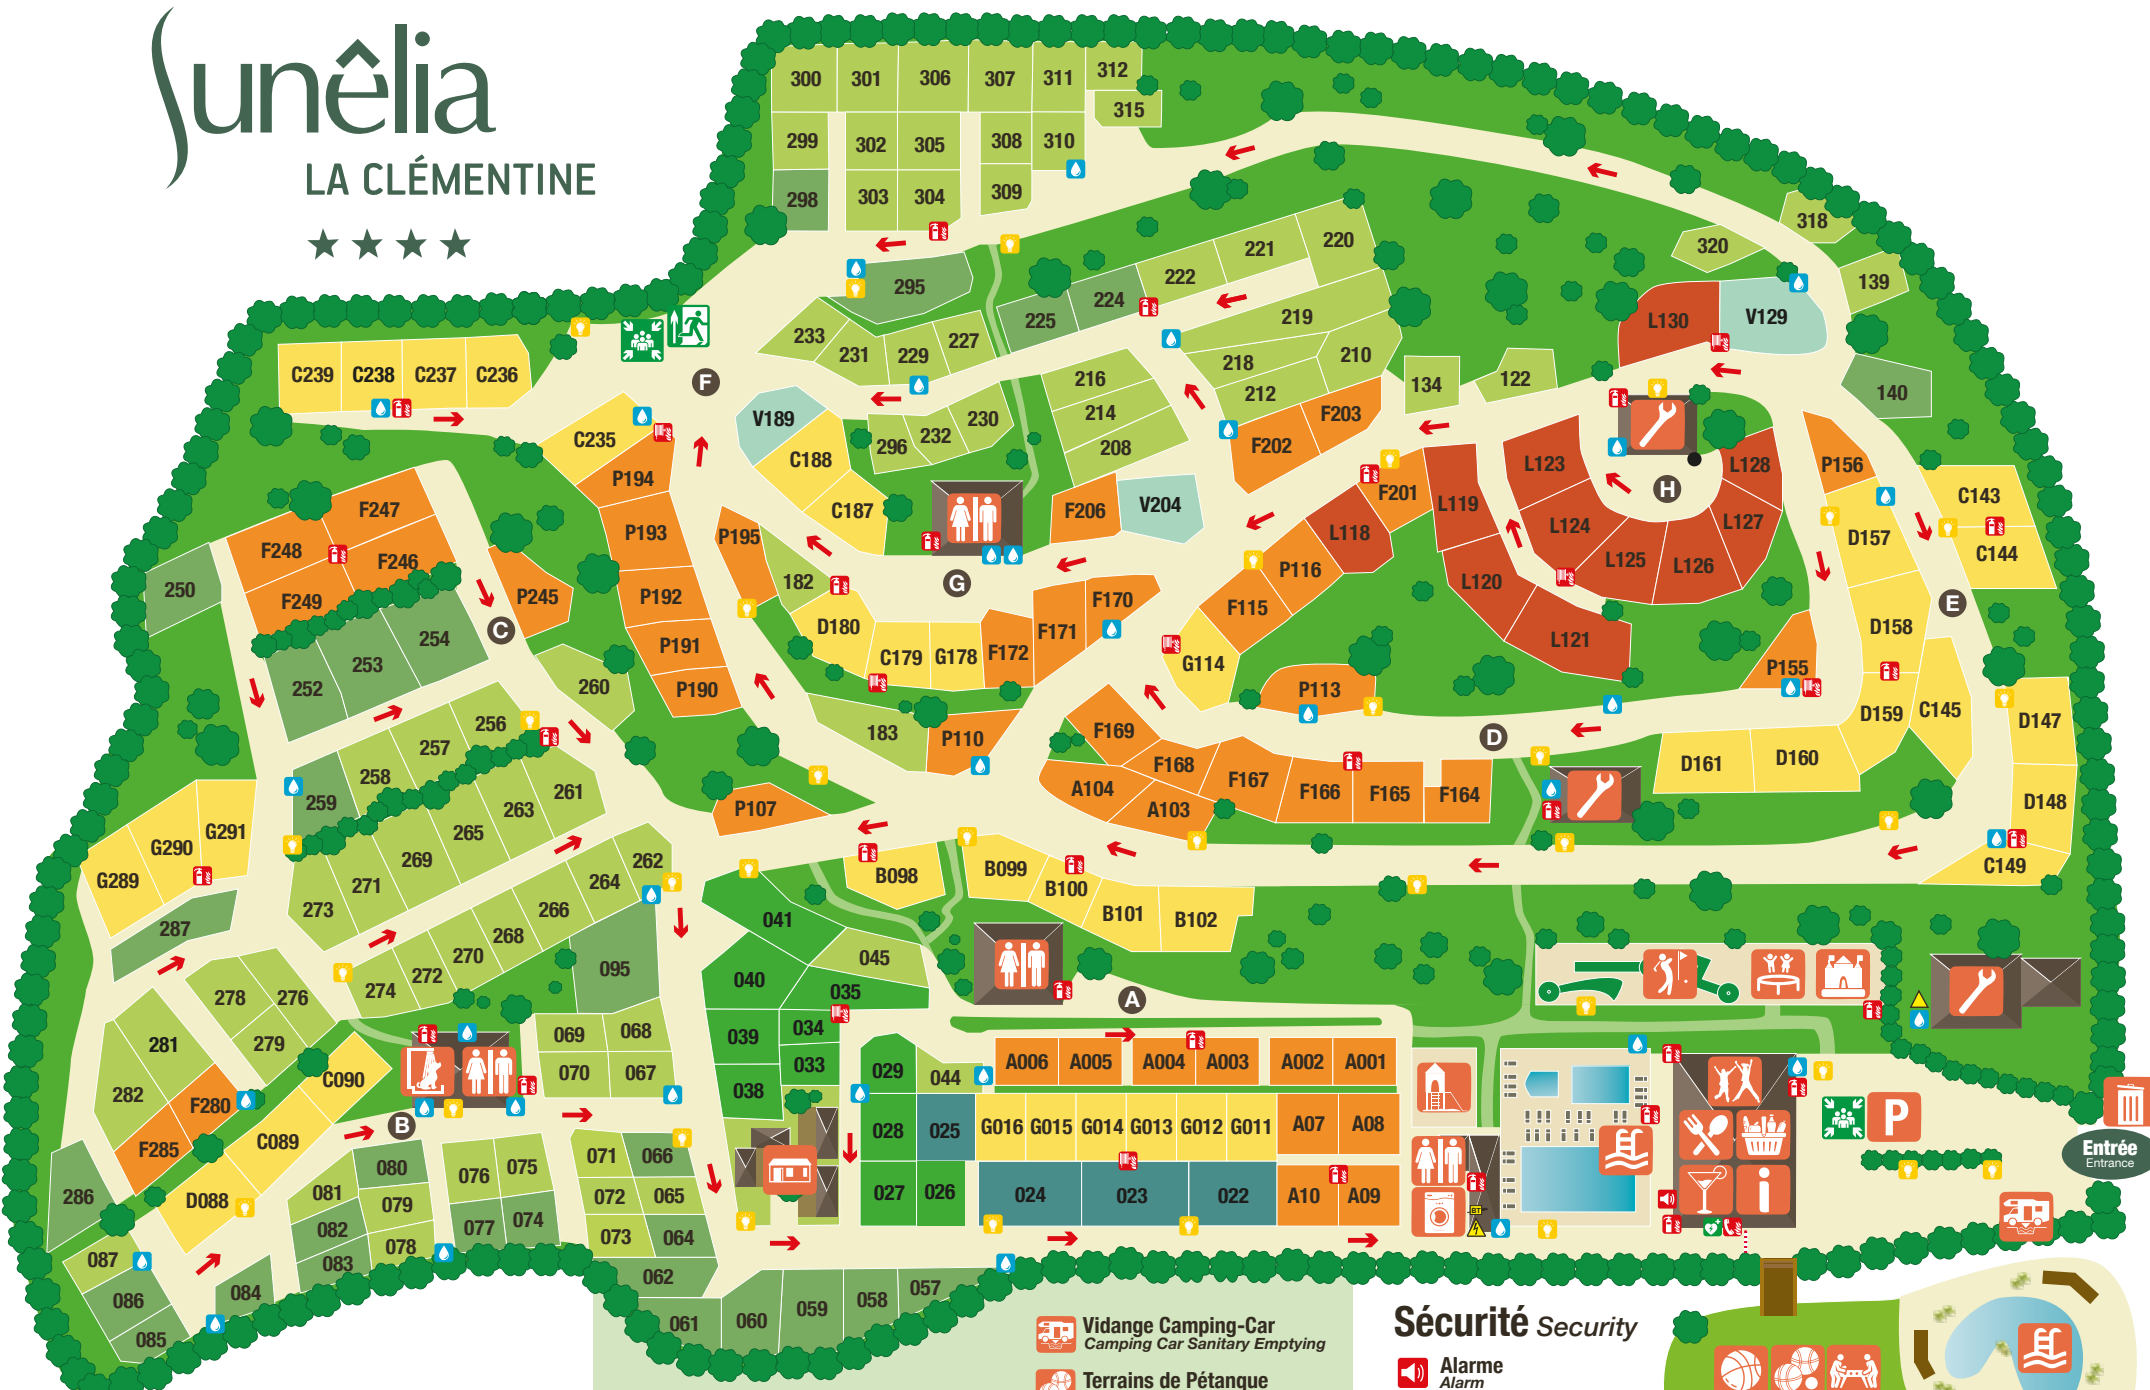 Sunêlia
LA CLÉMENTINE
300 301 306 307 311 312
315
299 302 305 308 310
298 303 304 309
318
320
139
220
221
222
224
225
295
219
218
210
212
233
231
229
227
216
214
208
230
232
296
134
122
L130
V129
140
C239 C238 C237 C236
F
V189
C188
C187
C235
P194
P193
P192
P191
P190
P195
F202
F203
F206
V204
F201
L119
L118
L123
L124
L125
L126
L127
L128
H
L120
L121
P156
D157
C143
C144
E
D158
P155
D159
C145
D147
D148
C149
D160
D161
F247
F248
F246
F249
250
P245
C
252
253
254
260
256
257
258
259
261
263
265
269
271
273
G
182
D180
C179
G178
F172
F171
F170
183
P110
P116
F115
G114
P113
D
F169
F168
F167
F166
F165
F164
A104
A103
P107
B098
B099
B100
B101
B102
G291
G290
G289
287
262
264
266
268
270
272
274
095
041
045
040
035
039
034
033
038
A
278
276
279
281
282
F280
F285
C090
C089
D088
B
286
069 068
070 067
029
044
028
025
027
026
A006 A005 A004 A003 A002 A001
G016 G015 G014 G013 G012 G011 A07 A08
024 023 022 A10 A09
P
Entrée
Entrance
BT
080
081
079
082
083
078
076
075
077
074
071
066
072
065
073
064
062
087
086
085
084
061
060
059
058
057
Vidange Camping-Car
Camping Car Sanitary Emptying
Terrains de Pétanque
Sécurité Security
Alarme
Alarm